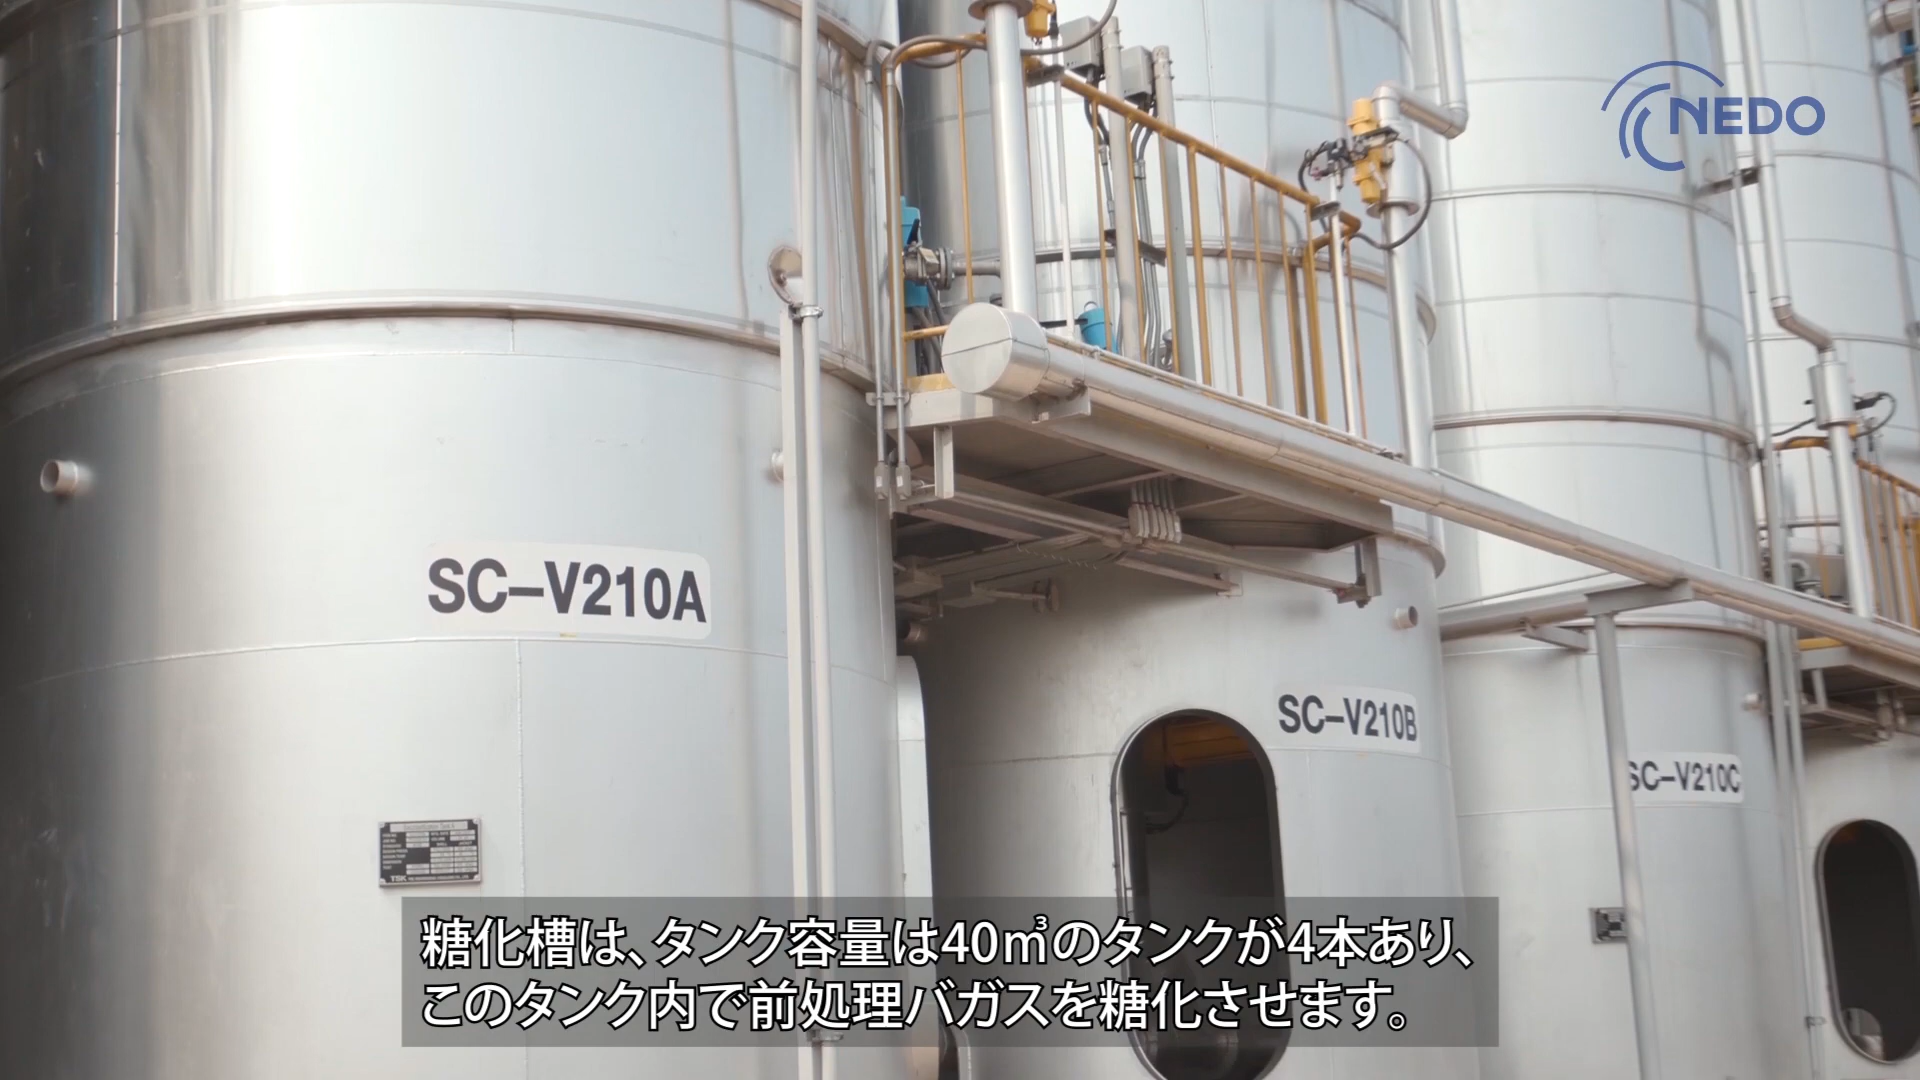 NEDO
SC-V210A
SC-V210B
SC-V210C
TSK
糖化槽は、タンク容量は40㎥のタンクが4本あり、
このタンク内で前処理バガスを糖化させます。